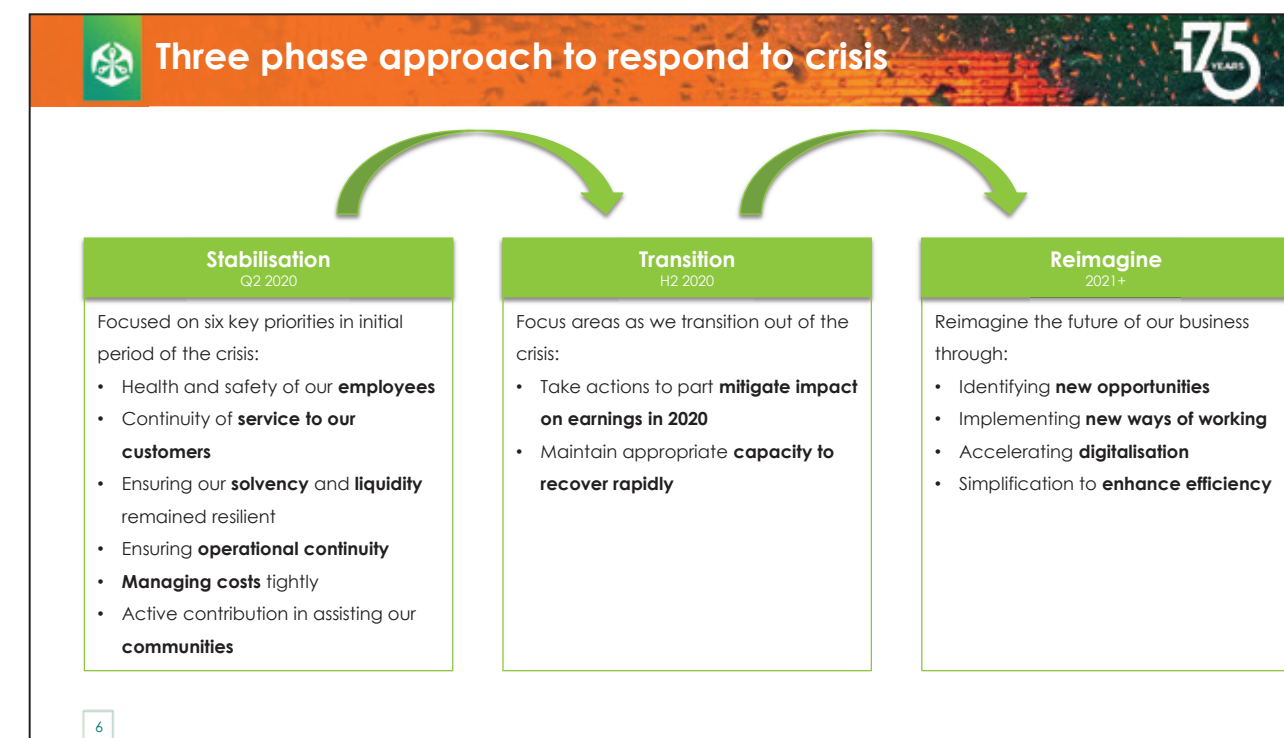 Three phase approach to respond to crisis
175
YEARS
Stabilisation
Q2 2020
Focused on six key priorities in initial
period of the crisis:
• Health and safety of our employees
• Continuity of service to our
customers
• Ensuring our solvency and liquidity
remained resilient
• Ensuring operational continuity
• Managing costs tightly
• Active contribution in assisting our
communities
Transition
H2 2020
Focus areas as we transition out of the
crisis:
• Take actions to part mitigate impact
on earnings in 2020
• Maintain appropriate capacity to
recover rapidly
Reimagine
2021+
Reimagine the future of our business
through:
• Identifying new opportunities
• Implementing new ways of working
• Accelerating digitalisation
• Simplification to enhance efficiency
6